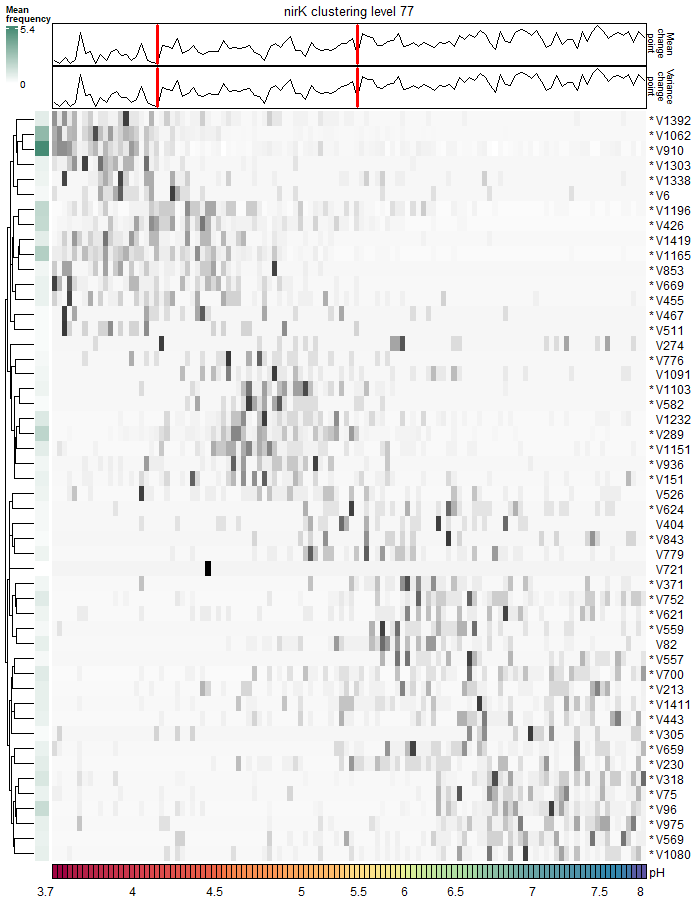 Mean
frequency
5.4
0
nirK clustering level 77
Mean
change
point
Variance
change
point
* V1392
* V1062
* V910
* V1303
* V1338
* V6
* V1196
* V426
* V1419
* V1165
* V853
* V669
* V455
* V467
* V511
V274
* V776
V1091
* V1103
* V582
V1232
* V289
* V1151
* V936
* V151
V526
* V624
V404
* V843
V779
V721
* V371
* V752
* V621
* V559
V82
* V557
* V700
* V213
* V1411
* V443
* V305
* V659
* V230
* V318
* V75
* V96
* V975
* V569
* V1080
pH
3.7 4 4.5 5 5.5 6 6.5 7 7.5 8